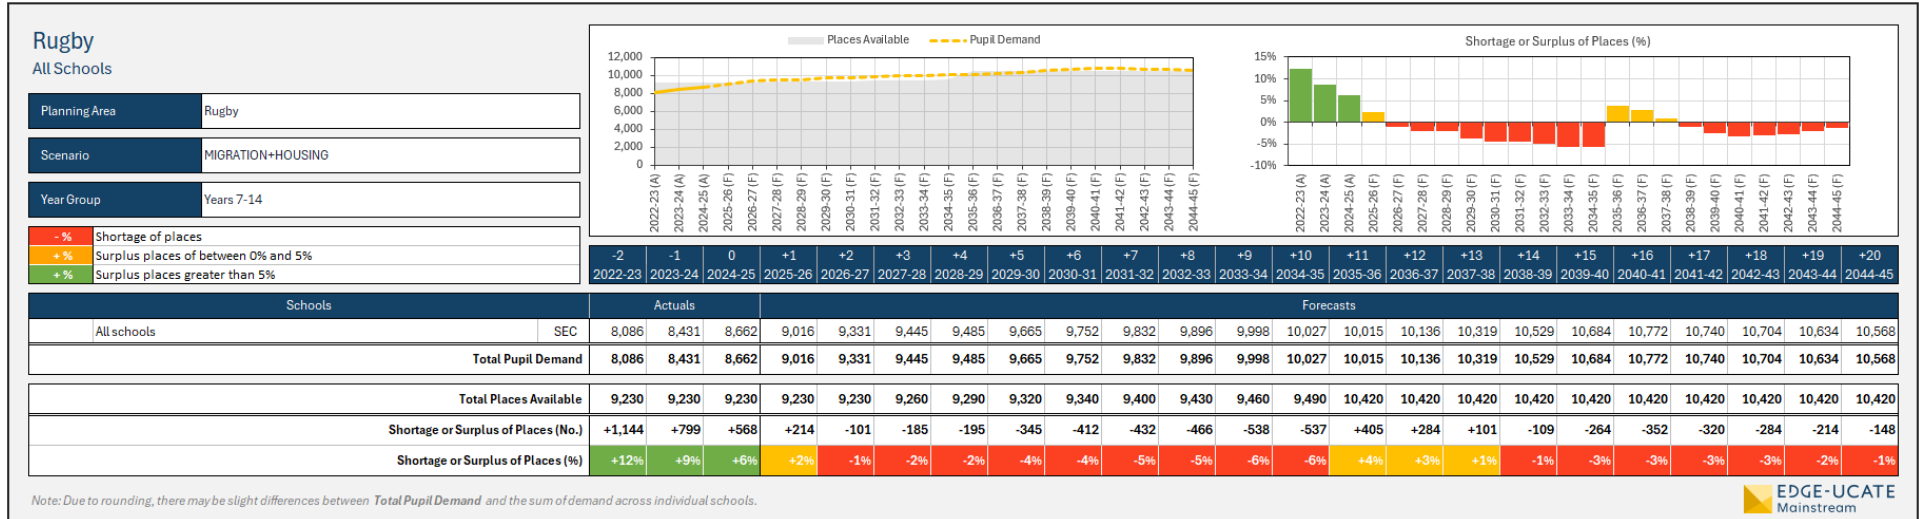 Rugby
All Schools
Planning Area Rugby
Scenario MIGRATION+HOUSING
Year Group Years 7-14
- % Shortage of places
+ % Surplus places of between 0% and 5%
+ % Surplus places greater than 5%
Places Available Pupil Demand
12,000
10,000
8,000
6,000
4,000
2,000
0
2022-23 (A) 2023-24 (A) 2024-25 (A) 2025-26 (F) 2026-27 (F) 2027-28 (F) 2028-29 (F) 2029-30 (F) 2030-31 (F) 2031-32 (F) 2032-33 (F) 2033-34 (F) 2034-35 (F) 2035-36 (F) 2036-37 (F) 2037-38 (F) 2038-39 (F) 2039-40 (F) 2040-41 (F) 2041-42 (F) 2042-43 (F) 2043-44 (F) 2044-45 (F)
Shortage or Surplus of Places (%)
15%
10%
5%
0%
-5%
-10%
2022-23 (A) 2023-24 (A) 2024-25 (A) 2025-26 (F) 2026-27 (F) 2027-28 (F) 2028-29 (F) 2029-30 (F) 2030-31 (F) 2031-32 (F) 2032-33 (F) 2033-34 (F) 2034-35 (F) 2035-36 (F) 2036-37 (F) 2037-38 (F) 2038-39 (F) 2039-40 (F) 2040-41 (F) 2041-42 (F) 2042-43 (F) 2043-44 (F) 2044-45 (F)
-2 -1 0 +1 +2 +3 +4 +5 +6 +7 +8 +9 +10 +11 +12 +13 +14 +15 +16 +17 +18 +19 +20
2022-23 2023-24 2024-25 2025-26 2026-27 2027-28 2028-29 2029-30 2030-31 2031-32 2032-33 2033-34 2034-35 2035-36 2036-37 2037-38 2038-39 2039-40 2040-41 2041-42 2042-43 2043-44 2044-45
Schools Actuals Forecasts
All schools SEC 8,086 8,431 8,662 9,016 9,331 9,445 9,485 9,665 9,752 9,832 9,896 9,998 10,027 10,015 10,136 10,319 10,529 10,684 10,772 10,740 10,704 10,634 10,568
Total Pupil Demand 8,086 8,431 8,662 9,016 9,331 9,445 9,485 9,665 9,752 9,832 9,896 9,998 10,027 10,015 10,136 10,319 10,529 10,684 10,772 10,740 10,704 10,634 10,568
Total Places Available 9,230 9,230 9,230 9,230 9,230 9,260 9,290 9,320 9,340 9,400 9,430 9,460 9,490 10,420 10,420 10,420 10,420 10,420 10,420 10,420 10,420 10,420 10,420
Shortage or Surplus of Places (No.) +1,144 +799 +568 +214 -101 -185 -195 -345 -412 -432 -466 -538 -537 +405 +284 +101 -109 -264 -352 -320 -284 -214 -148
Shortage or Surplus of Places (%) +12% +9% +6% +2% -1% -2% -2% -4% -4% -5% -5% -6% -6% +4% +3% +1% -1% -3% -3% -3% -3% -2% -1%
Note: Due to rounding, there may be slight differences between Total Pupil Demand and the sum of demand across individual schools.
EDGE-UCATE
Mainstream